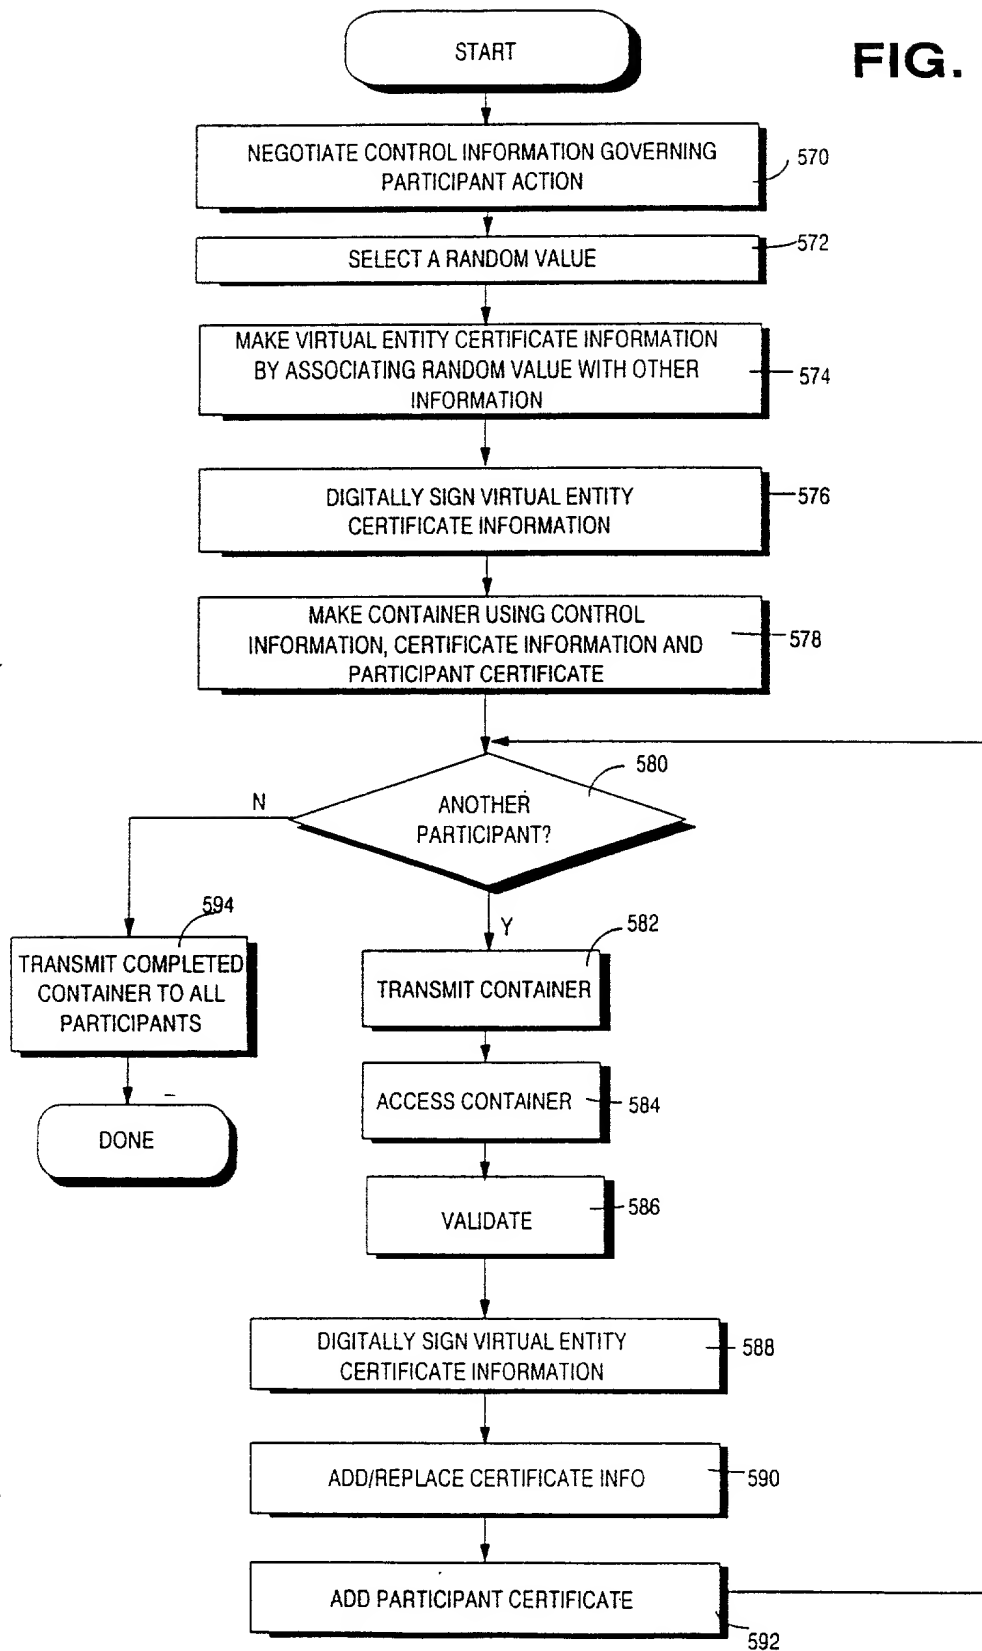 START
FIG.
NEGOTIATE CONTROL INFORMATION GOVERNING
PARTICIPANT ACTION
570
SELECT A RANDOM VALUE
572
MAKE VIRTUAL ENTITY CERTIFICATE INFORMATION
BY ASSOCIATING RANDOM VALUE WITH OTHER
INFORMATION
574
DIGITALLY SIGN VIRTUAL ENTITY
CERTIFICATE INFORMATION
576
MAKE CONTAINER USING CONTROL
INFORMATION, CERTIFICATE INFORMATION AND
PARTICIPANT CERTIFICATE
578
580
ANOTHER
PARTICIPANT?
N
Y
594
TRANSMIT COMPLETED
CONTAINER TO ALL
PARTICIPANTS
DONE
582
TRANSMIT CONTAINER
ACCESS CONTAINER
584
VALIDATE
586
DIGITALLY SIGN VIRTUAL ENTITY
CERTIFICATE INFORMATION
588
ADD/REPLACE CERTIFICATE INFO
590
ADD PARTICIPANT CERTIFICATE
592